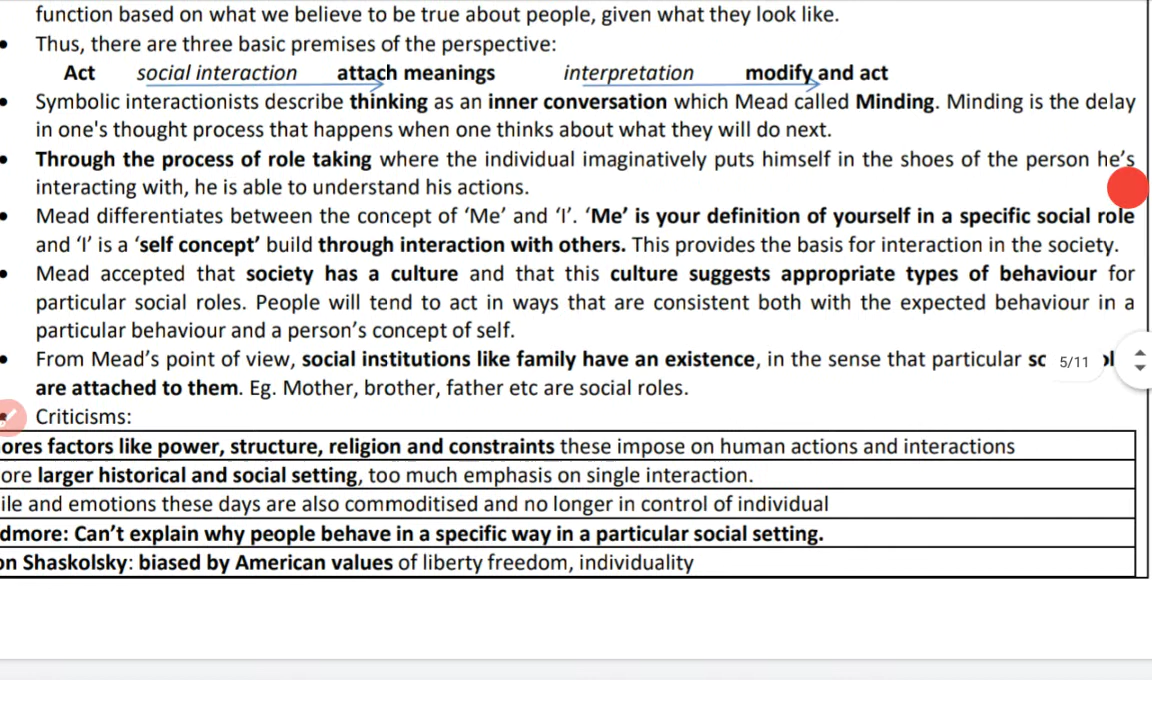 function based on what we believe to be true about people, given what they look like.
• Thus, there are three basic premises of the perspective:
Act social interaction attach meanings interpretation modify and act
• Symbolic interactionists describe thinking as an inner conversation which Mead called Minding. Minding is the delay
in one's thought process that happens when one thinks about what they will do next.
• Through the process of role taking where the individual imaginatively puts himself in the shoes of the person he’s
interacting with, he is able to understand his actions.
• Mead differentiates between the concept of ‘Me’ and ‘I’. ‘Me’ is your definition of yourself in a specific social role
and ‘I’ is a ‘self concept’ build through interaction with others. This provides the basis for interaction in the society.
• Mead accepted that society has a culture and that this culture suggests appropriate types of behaviour for
particular social roles. People will tend to act in ways that are consistent both with the expected behaviour in a
particular behaviour and a person’s concept of self.
• From Mead’s point of view, social institutions like family have an existence, in the sense that particular
5/11
are attached to them. Eg. Mother, brother, father etc are social roles.
Criticisms:
ores factors like power, structure, religion and constraints these impose on human actions and interactions
ore larger historical and social setting, too much emphasis on single interaction.
ile and emotions these days are also commoditised and no longer in control of individual
dmore: Can’t explain why people behave in a specific way in a particular social setting.
on Shaskolsky: biased by American values of liberty freedom, individuality